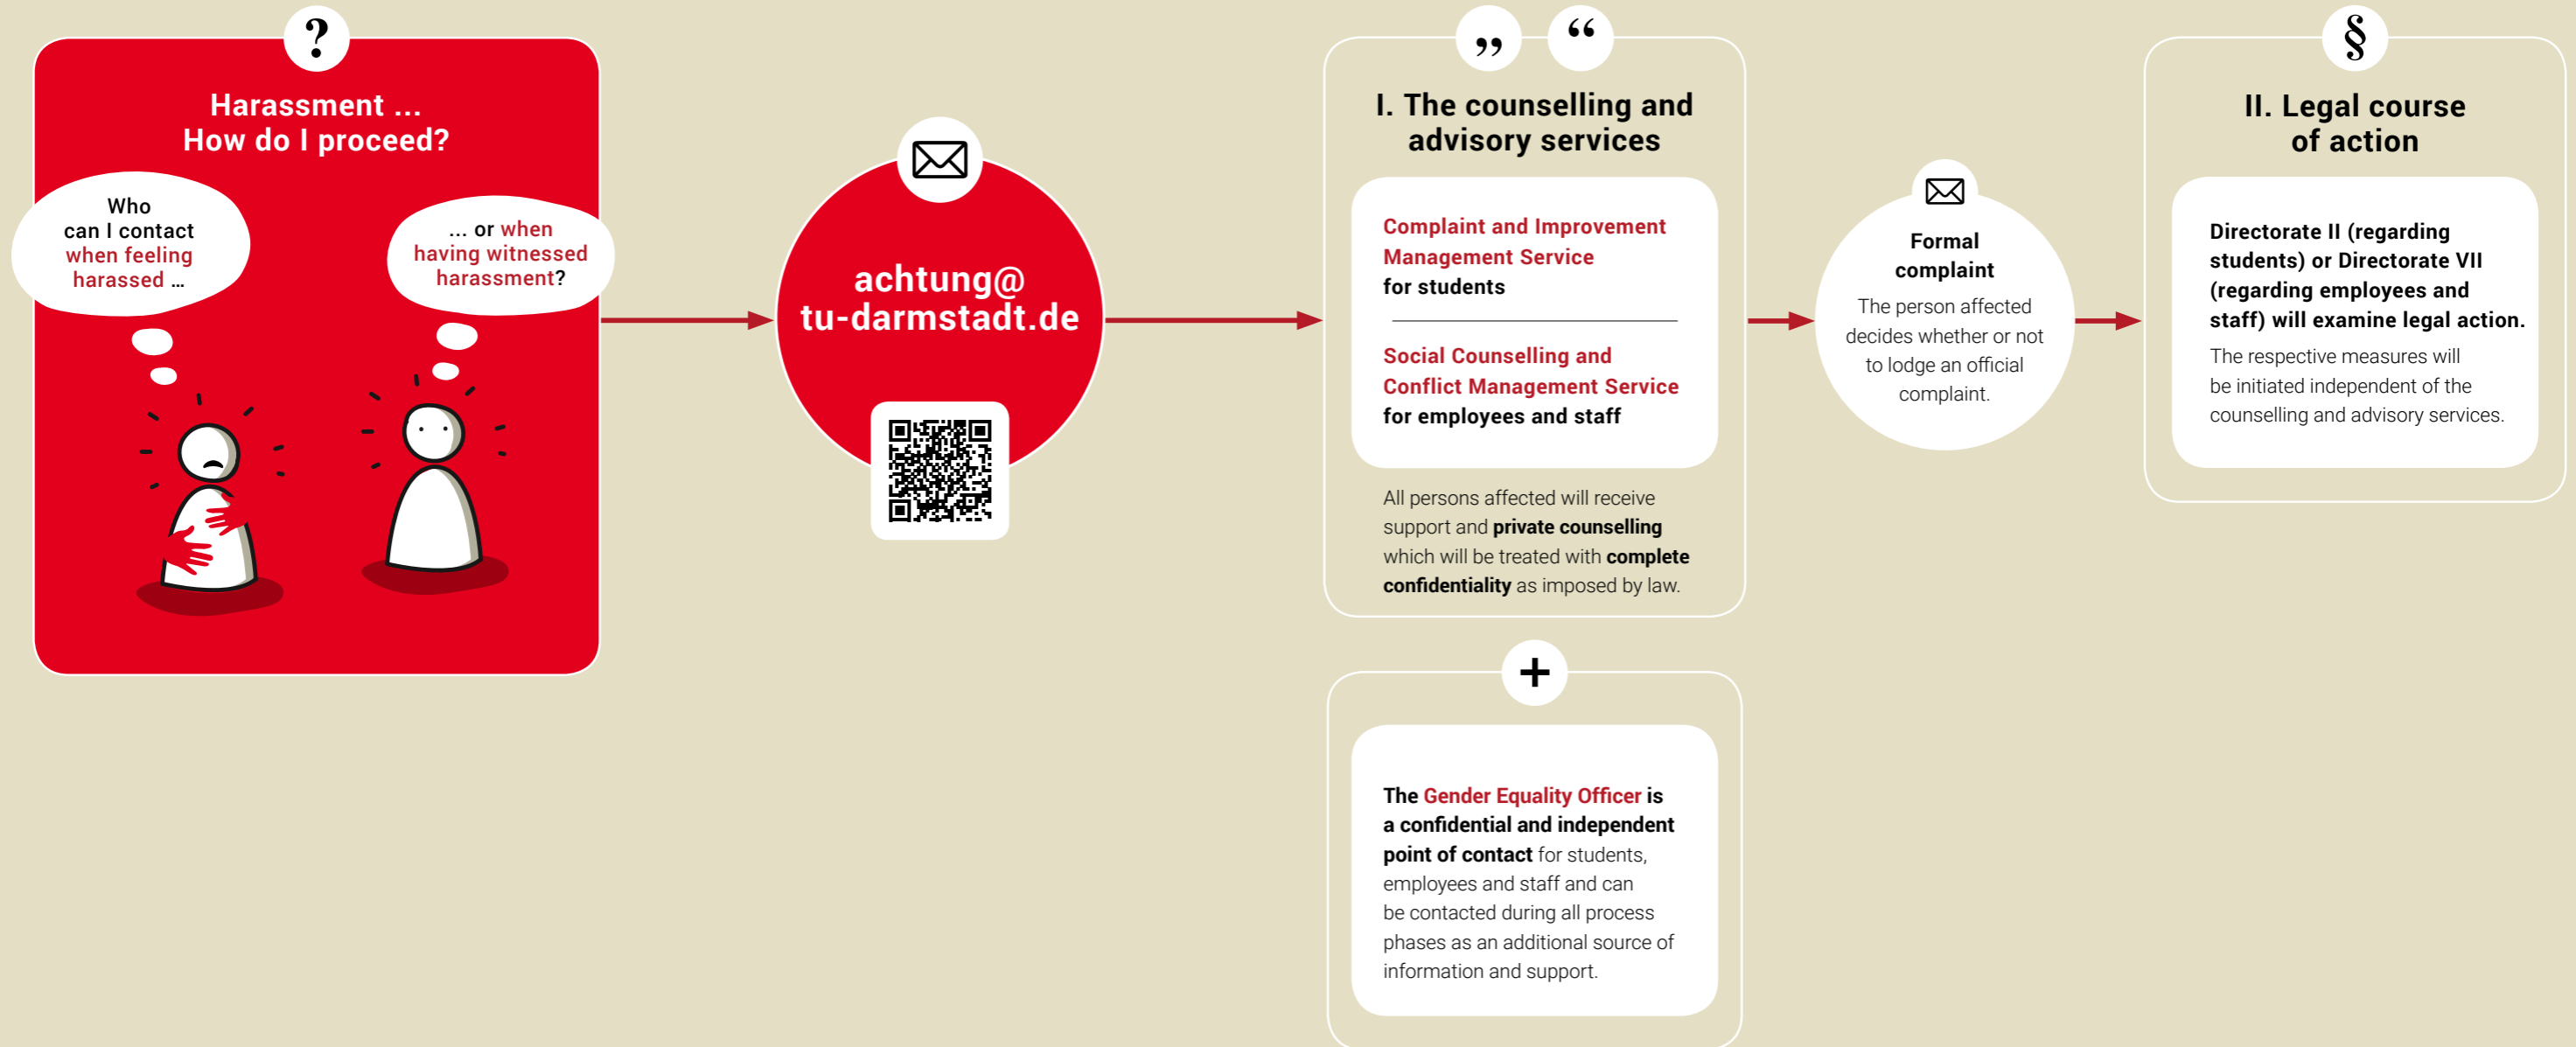 ?
Harassment ...
How do I proceed?
Who
can I contact
when feeling
harassed ...
... or when
having witnessed
harassment?
achtung@
tu-darmstadt.de
„ “
I. The counselling and
advisory services
Complaint and Improvement
Management Service
for students
Social Counselling and
Conflict Management Service
for employees and staff
All persons affected will receive
support and private counselling
which will be treated with complete
confidentiality as imposed by law.
+
The Gender Equality Officer is
a confidential and independent
point of contact for students,
employees and staff and can
be contacted during all process
phases as an additional source of
information and support.
Formal
complaint
The person affected
decides whether or not
to lodge an official
complaint.
§
II. Legal course
of action
Directorate II (regarding
students) or Directorate VII
(regarding employees and
staff) will examine legal action.
The respective measures will
be initiated independent of the
counselling and advisory services.